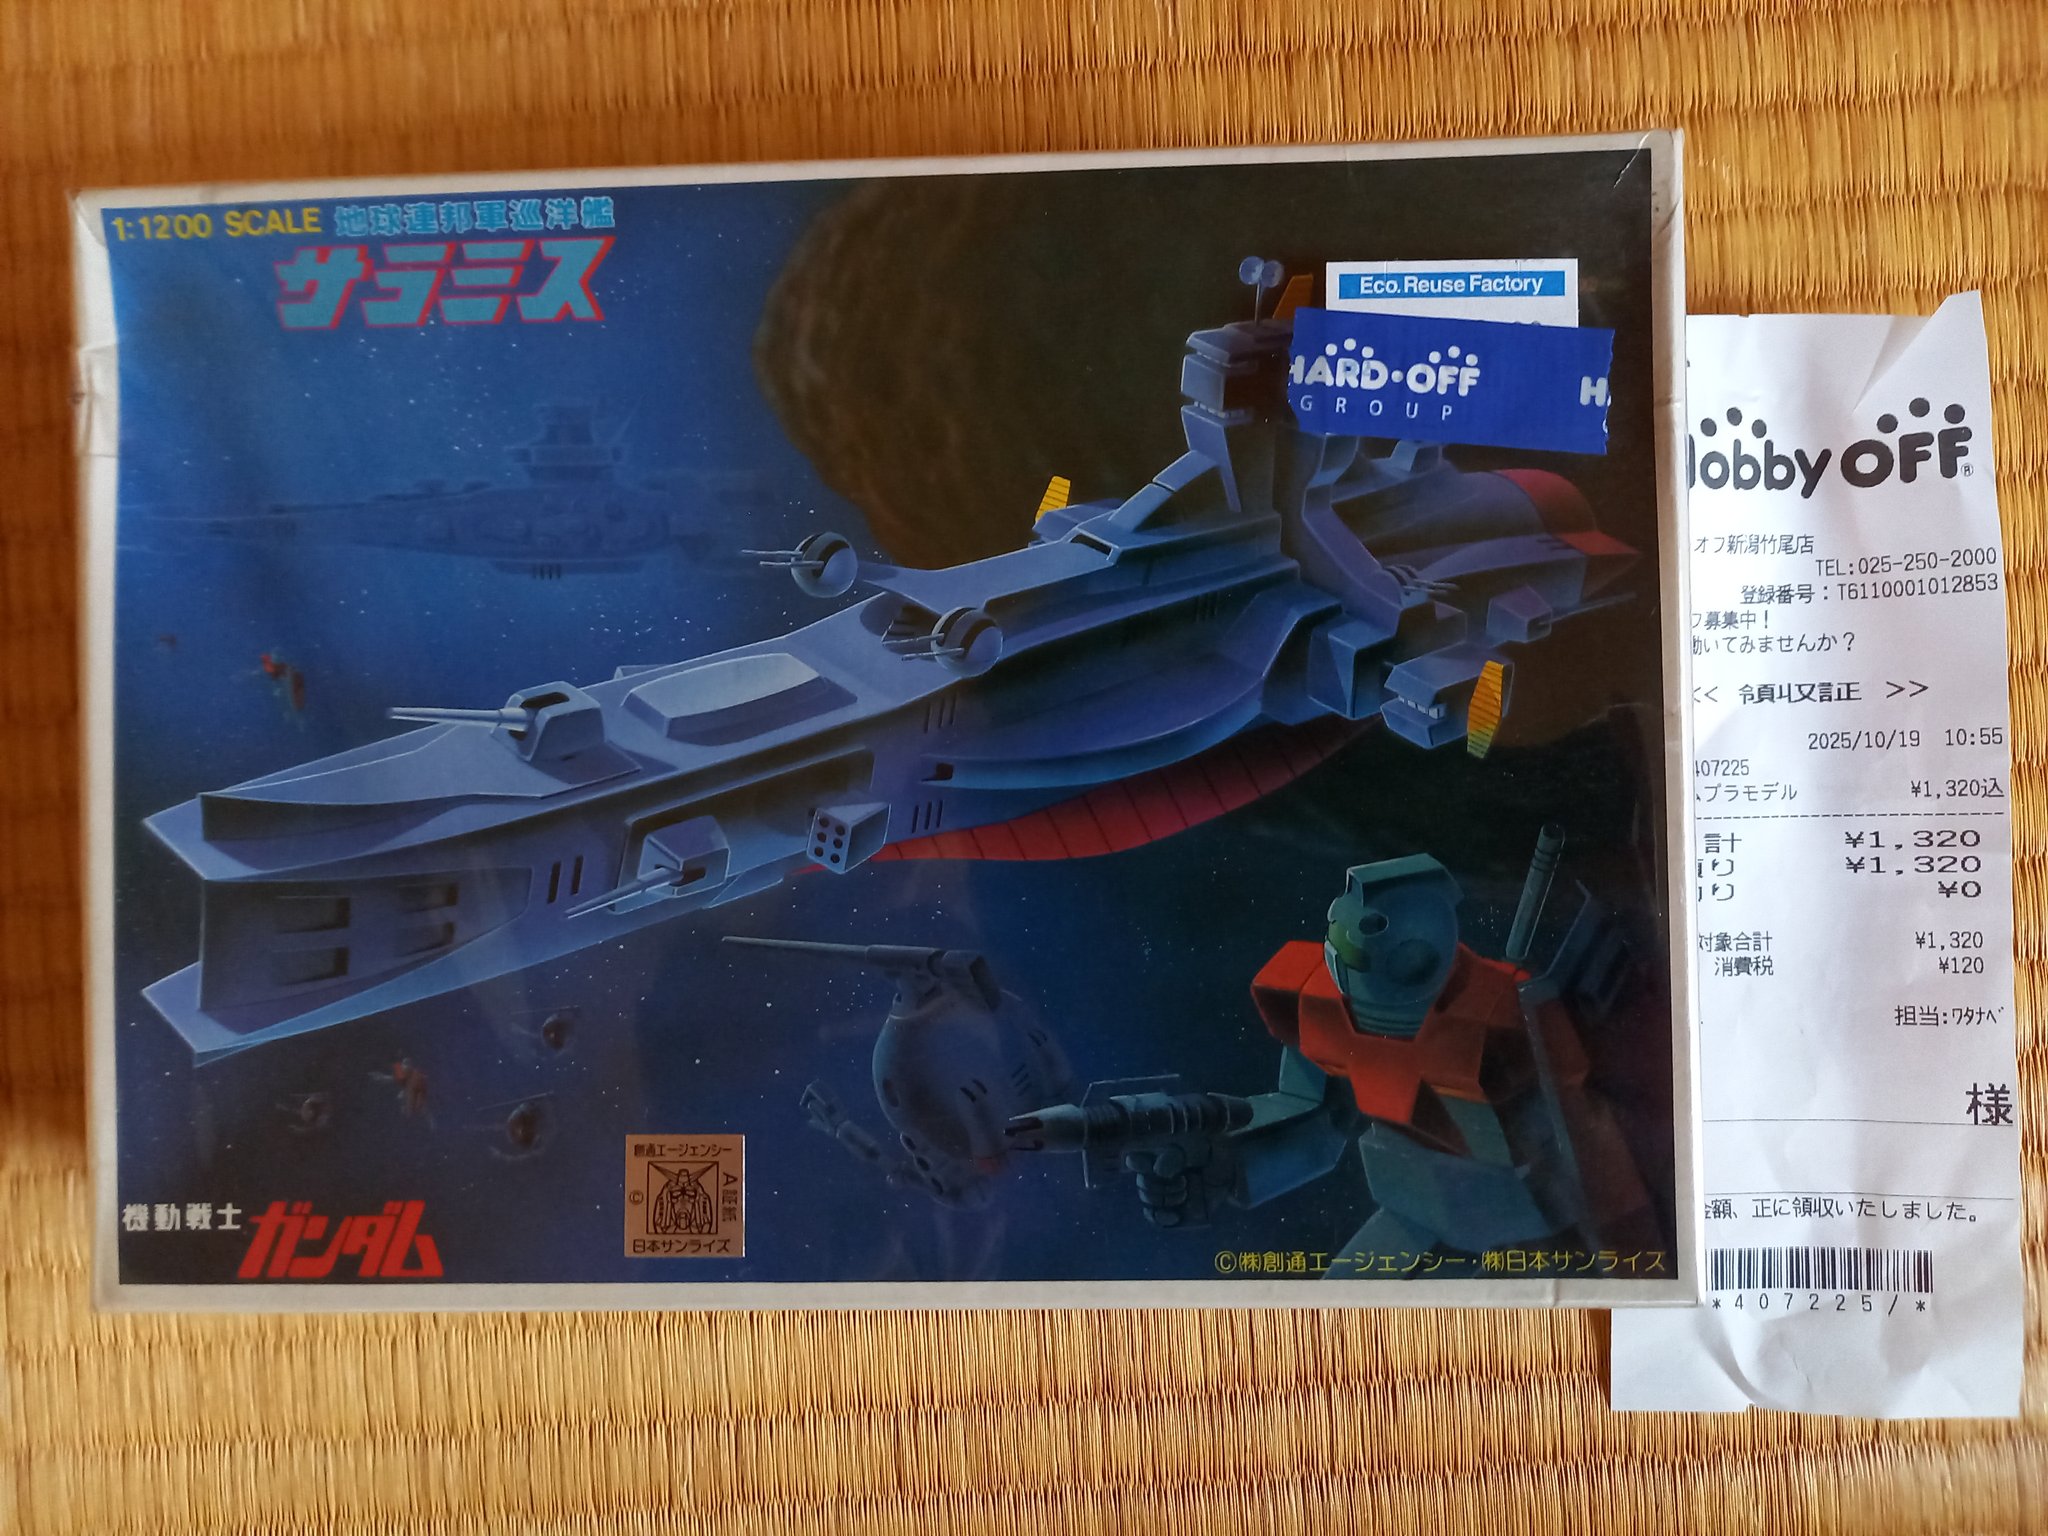 1:1200 SCALE 地球連邦軍巡洋艦
サラミス
Eco.Reuse Factory
HARD・OFF
GROUP
機動戦士 ガンダム
創通エージェンシー
A証紙
©
日本サンライズ
©㈱創通エージェンシー・㈱日本サンライズ
Hobby OFF®
オフ新潟竹尾店
TEL:025-250-2000
登録番号：T6110001012853
フ募集中！
働いてみませんか？
<< 領収証 >>
2025/10/19 10:55
407225
プラモデル ¥1,320込
計 ¥1,320
り ¥1,320
り ¥0
対象合計 ¥1,320
消費税 ¥120
担当:ﾜﾀﾅﾍﾞ
様
金額、正に領収いたしました。
*407225/*